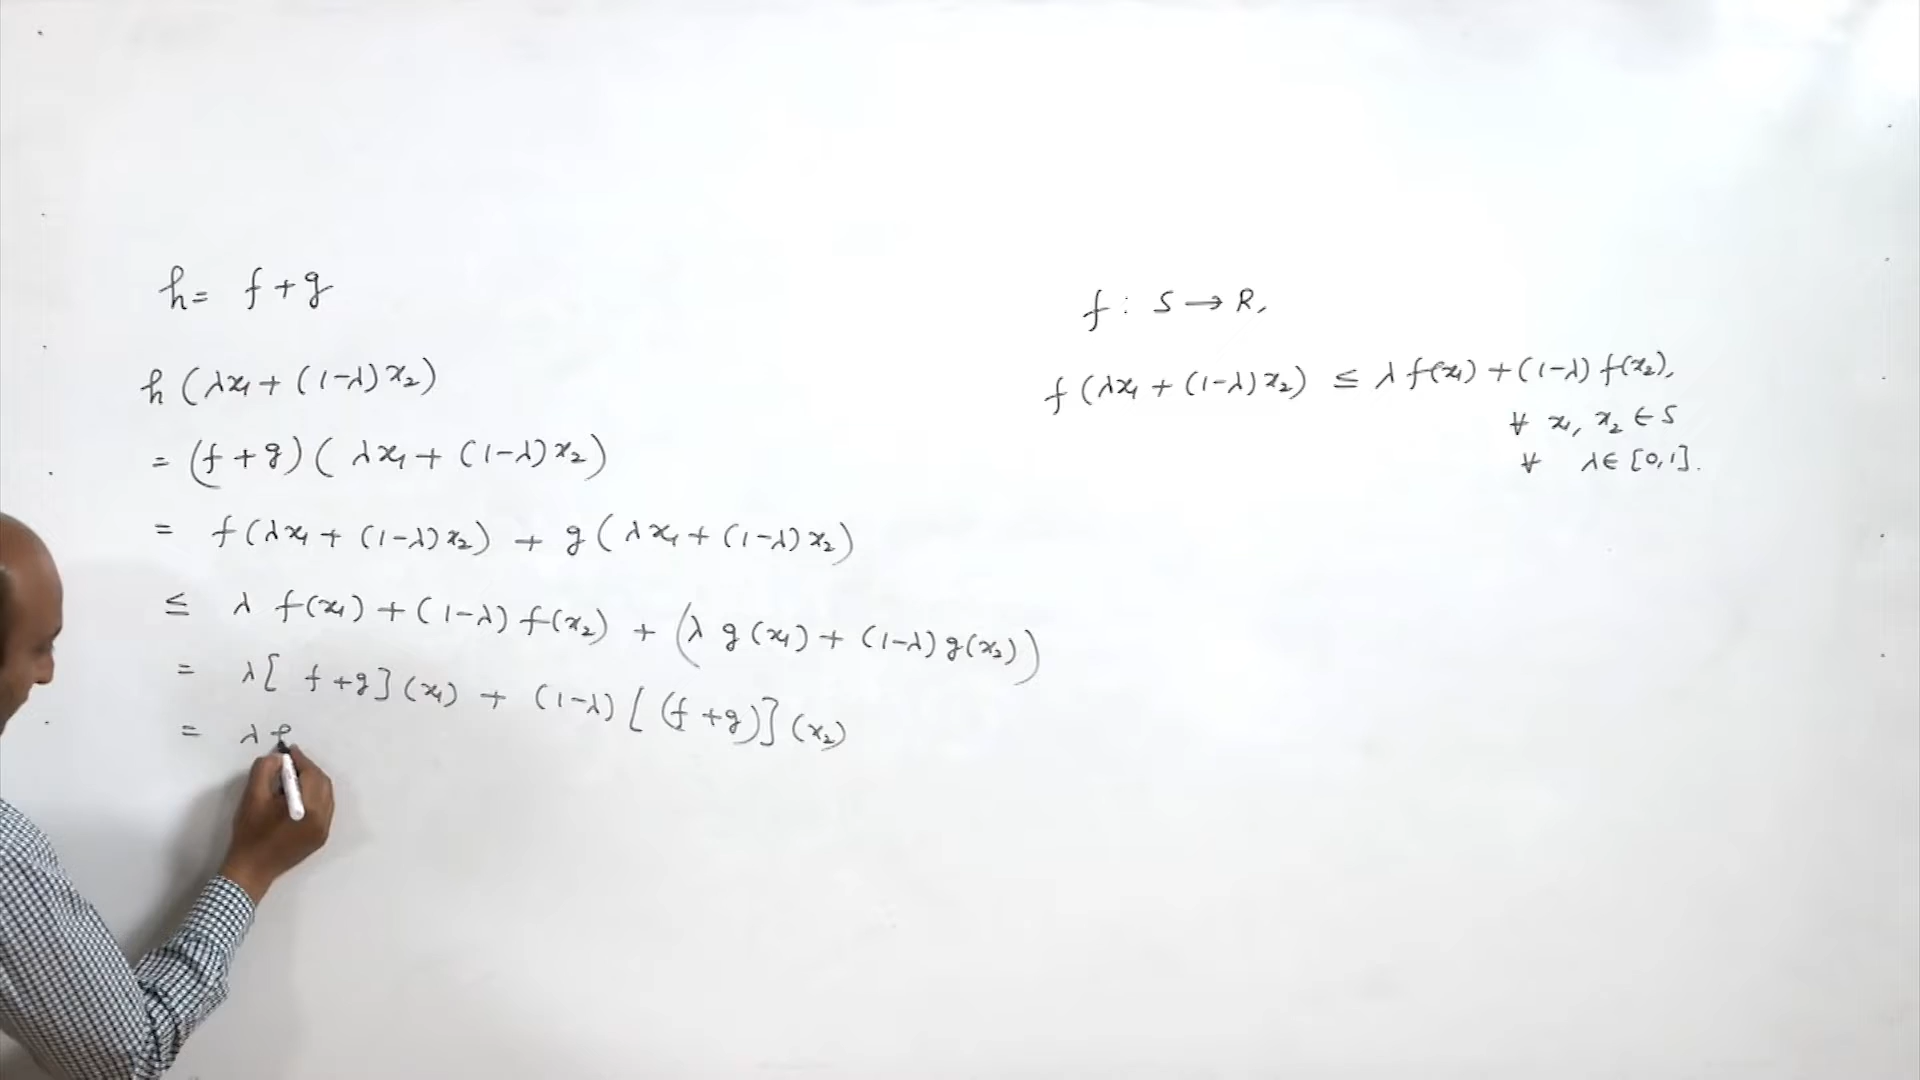 h = f + g
h (λx₁ + (1-λ) x₂)
= (f + g) ( λx₁ + (1-λ) x₂)
= f (λx₁ + (1-λ) x₂) + g ( λx₁ + (1-λ) x₂)
≤ λ f(x₁) + (1-λ) f(x₂) + (λ g(x₁) + (1-λ) g(x₂))
= λ[ f + g] (x₁) + (1-λ) [ (f + g)] (x₂)
= λ
f : S → R,
f (λx₁ + (1-λ) x₂) ≤ λ f(x₁) + (1-λ) f(x₂),
∀ x₁, x₂ ∈ S
∀ λ ∈ [0,1].